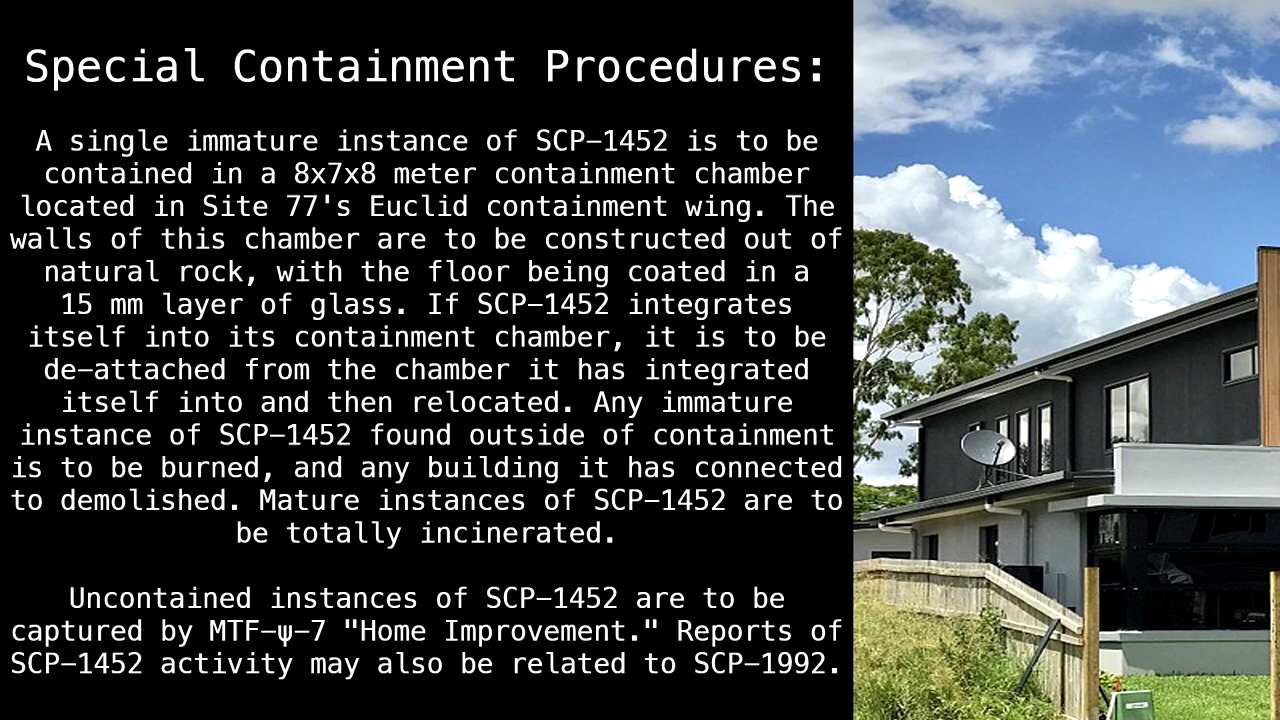 Special Containment Procedures:
A single immature instance of SCP-1452 is to be
contained in a 8x7x8 meter containment chamber
located in Site 77's Euclid containment wing. The
walls of this chamber are to be constructed out of
natural rock, with the floor being coated in a
15 mm layer of glass. If SCP-1452 integrates
itself into its containment chamber, it is to be
de-attached from the chamber it has integrated
itself into and then relocated. Any immature
instance of SCP-1452 found outside of containment
is to be burned, and any building it has connected
to demolished. Mature instances of SCP-1452 are to
be totally incinerated.
Uncontained instances of SCP-1452 are to be
captured by MTF-ψ-7 "Home Improvement." Reports of
SCP-1452 activity may also be related to SCP-1992.